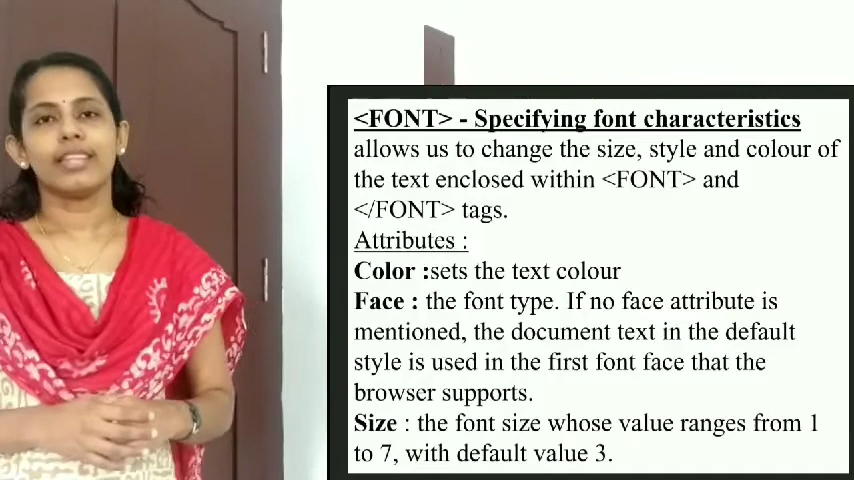 <FONT> - Specifying font characteristics
allows us to change the size, style and colour of
the text enclosed within <FONT> and
</FONT> tags.
Attributes :
Color :sets the text colour
Face : the font type. If no face attribute is
mentioned, the document text in the default
style is used in the first font face that the
browser supports.
Size : the font size whose value ranges from 1
to 7, with default value 3.